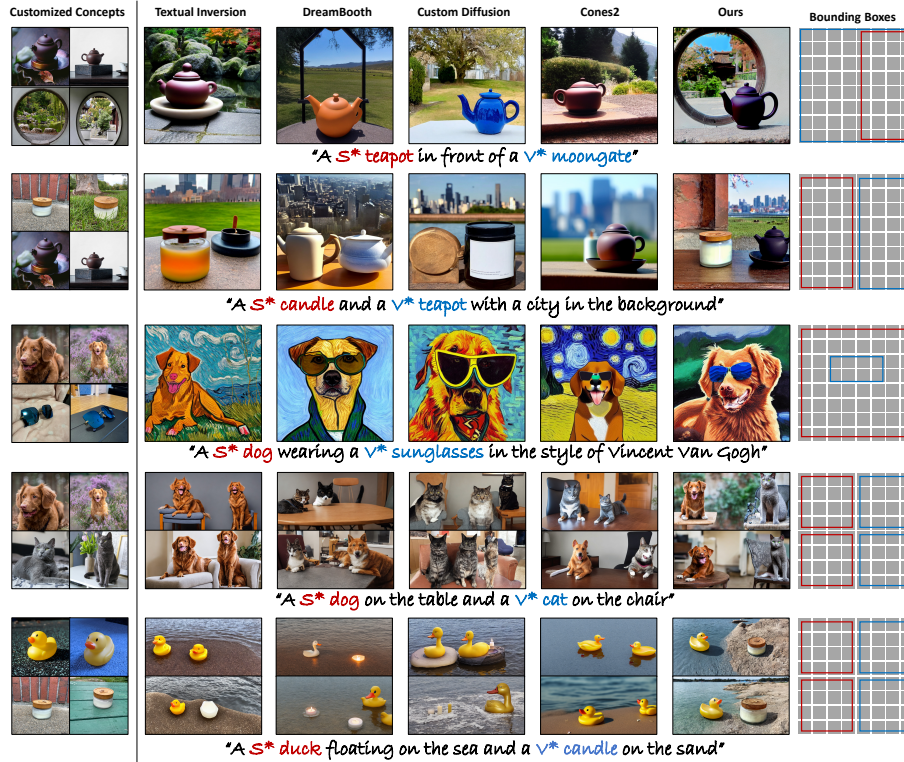 Customized Concepts Textual Inversion DreamBooth Custom Diffusion Cones2 Ours Bounding Boxes
"A S* teapot in front of a V* moongate"
"A S* candle and a V* teapot with a city in the background"
"A S* dog wearing a V* sunglasses in the style of Vincent Van Gogh"
"A S* dog on the table and a V* cat on the chair"
"A S* duck floating on the sea and a V* candle on the sand"